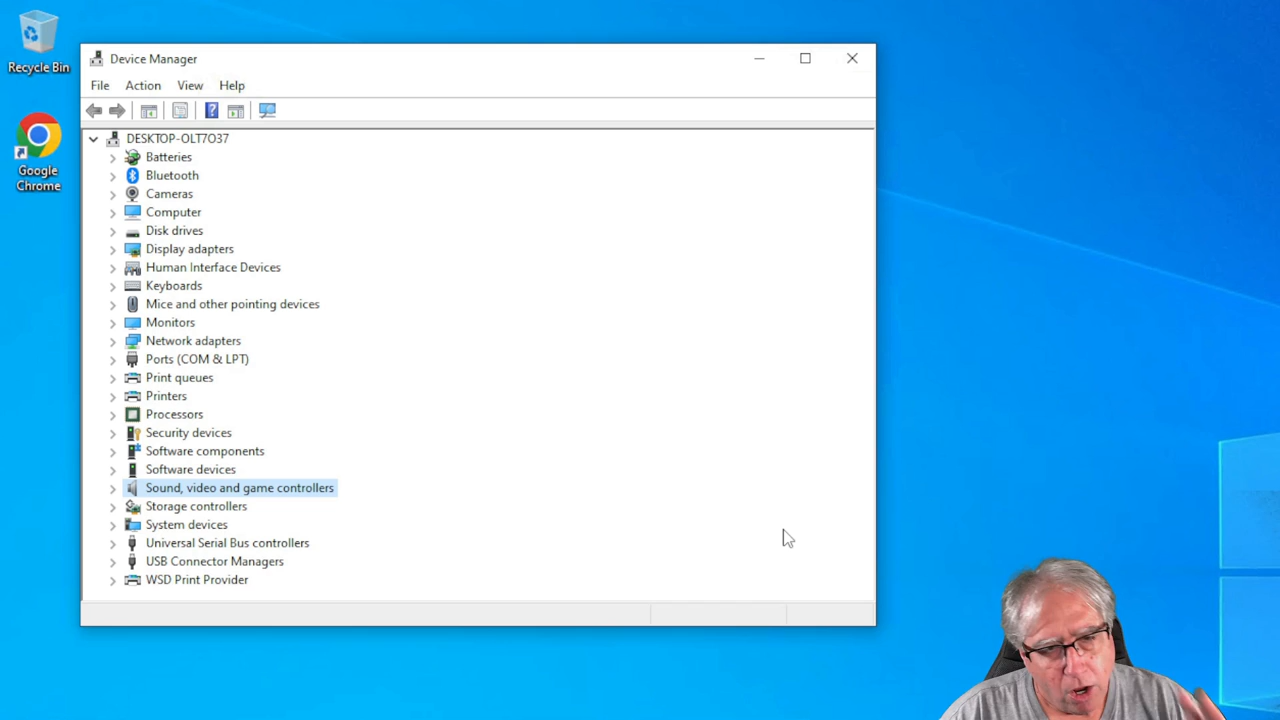 Recycle Bin
Google
Chrome
Device Manager
File Action View Help
DESKTOP-OLT7O37
Batteries
Bluetooth
Cameras
Computer
Disk drives
Display adapters
Human Interface Devices
Keyboards
Mice and other pointing devices
Monitors
Network adapters
Ports (COM & LPT)
Print queues
Printers
Processors
Security devices
Software components
Software devices
Sound, video and game controllers
Storage controllers
System devices
Universal Serial Bus controllers
USB Connector Managers
WSD Print Provider